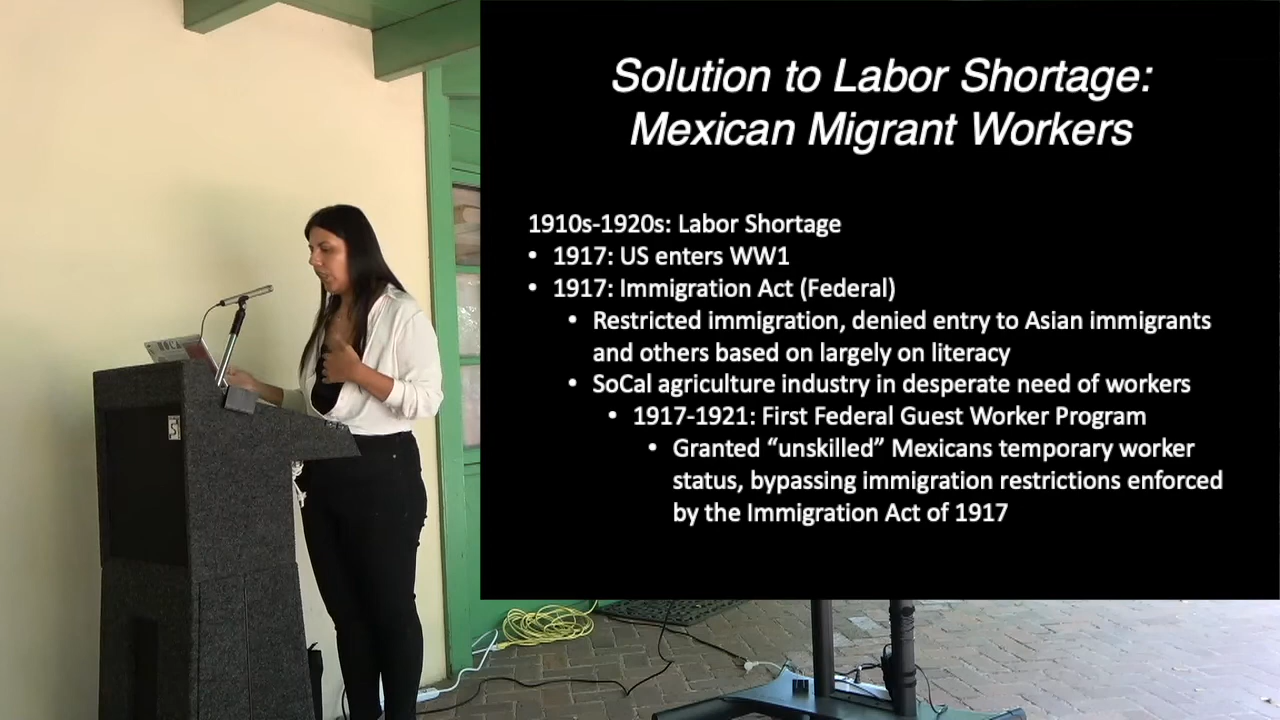 Solution to Labor Shortage:
Mexican Migrant Workers
1910s-1920s: Labor Shortage
• 1917: US enters WW1
• 1917: Immigration Act (Federal)
• Restricted immigration, denied entry to Asian immigrants
and others based on largely on literacy
• SoCal agriculture industry in desperate need of workers
• 1917-1921: First Federal Guest Worker Program
• Granted “unskilled” Mexicans temporary worker
status, bypassing immigration restrictions enforced
by the Immigration Act of 1917